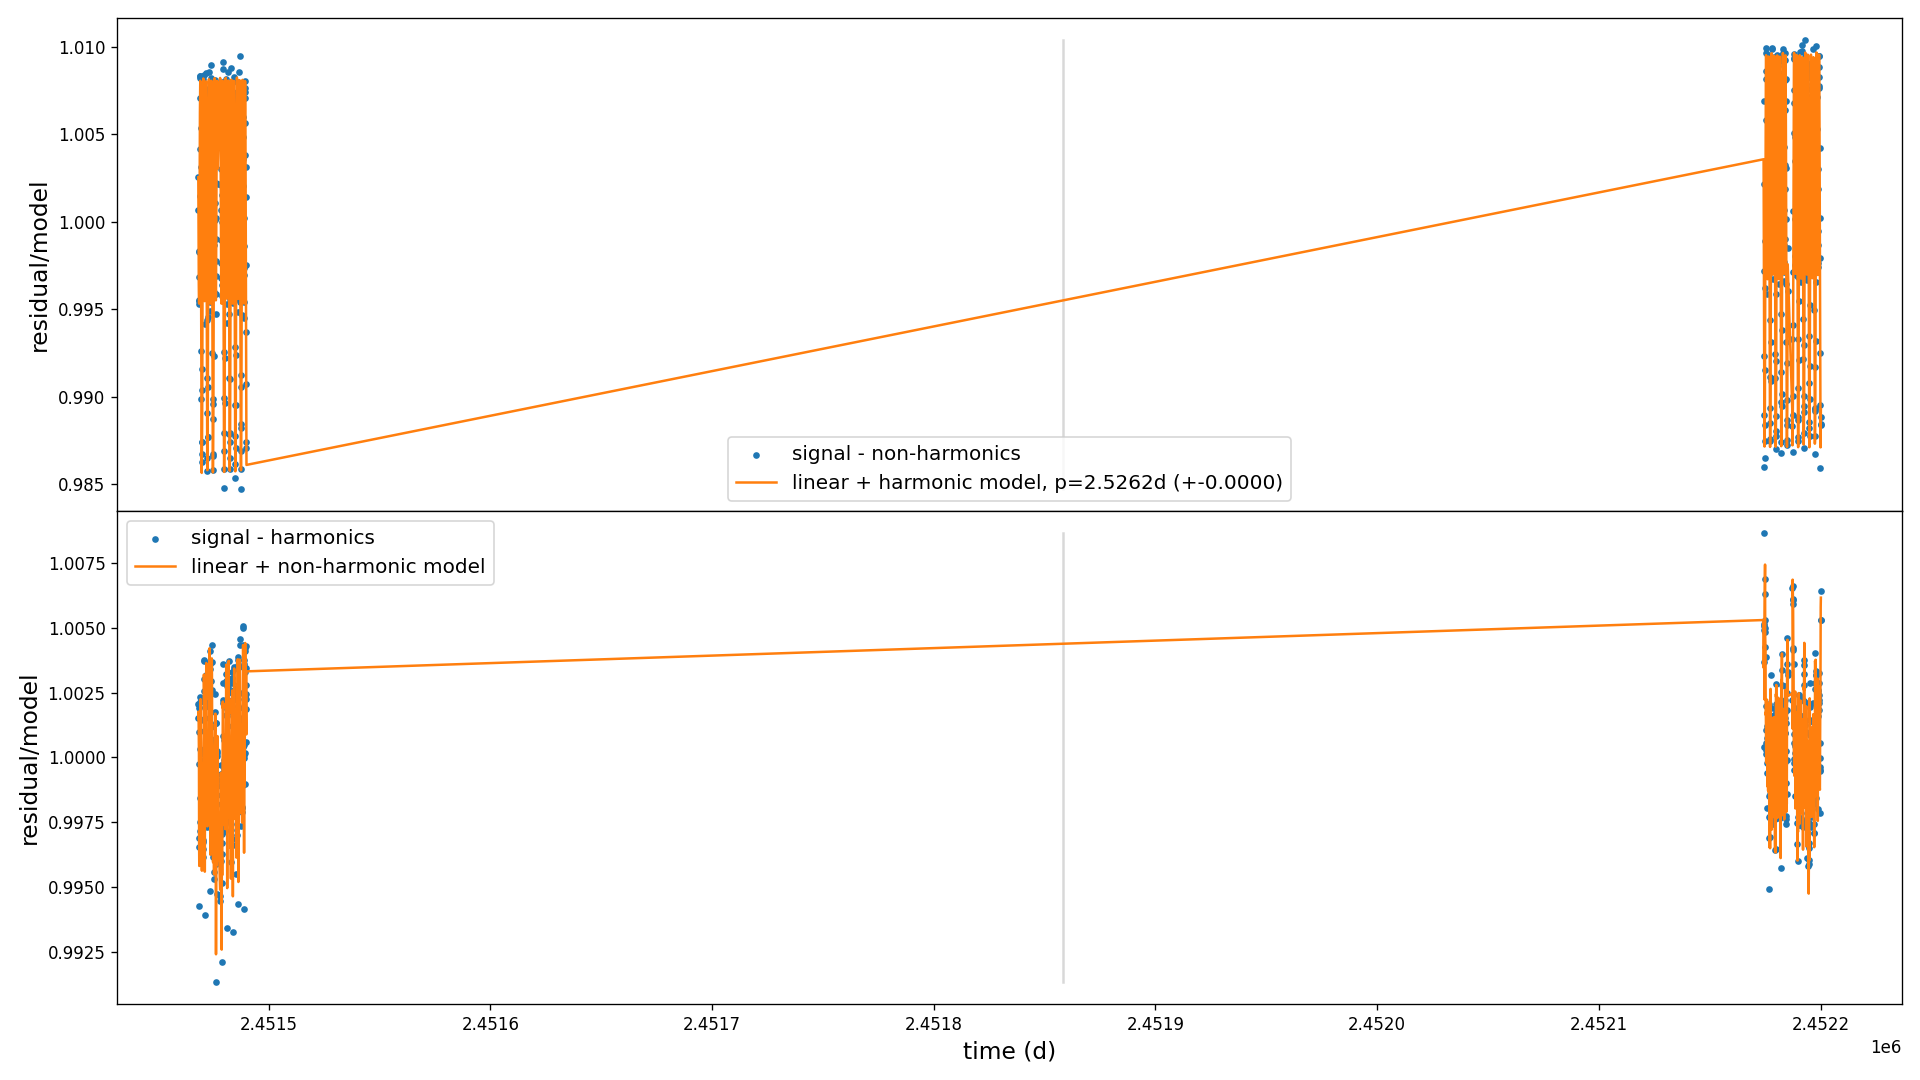 1.010
1.005
1.000
0.995
0.990
0.985
residual/model
signal - non-harmonics
linear + harmonic model, p=2.5262d (+-0.0000)
signal - harmonics
linear + non-harmonic model
1.0075
1.0050
1.0025
1.0000
0.9975
0.9950
0.9925
residual/model
2.4515 2.4516 2.4517 2.4518 2.4519 2.4520 2.4521 2.4522
1e6
time (d)